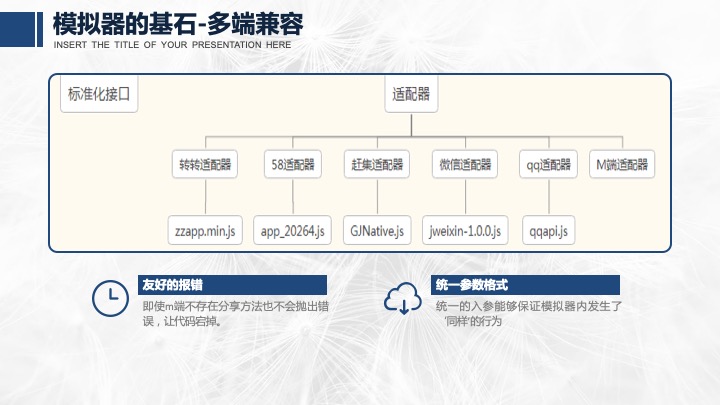 模拟器的基石-多端兼容
INSERT THE TITLE OF YOUR PRESENTATION HERE
标准化接口
适配器
转转适配器
58适配器
赶集适配器
微信适配器
qq适配器
M端适配器
zzapp.min.js
app_20264.js
GJNative.js
jweixin-1.0.0.js
qqapi.js
友好的报错
即使m端不存在分享方法也不会抛出错
误，让代码宕掉。
统一参数格式
统一的入参能够保证模拟器内发生了
“同样”的行为